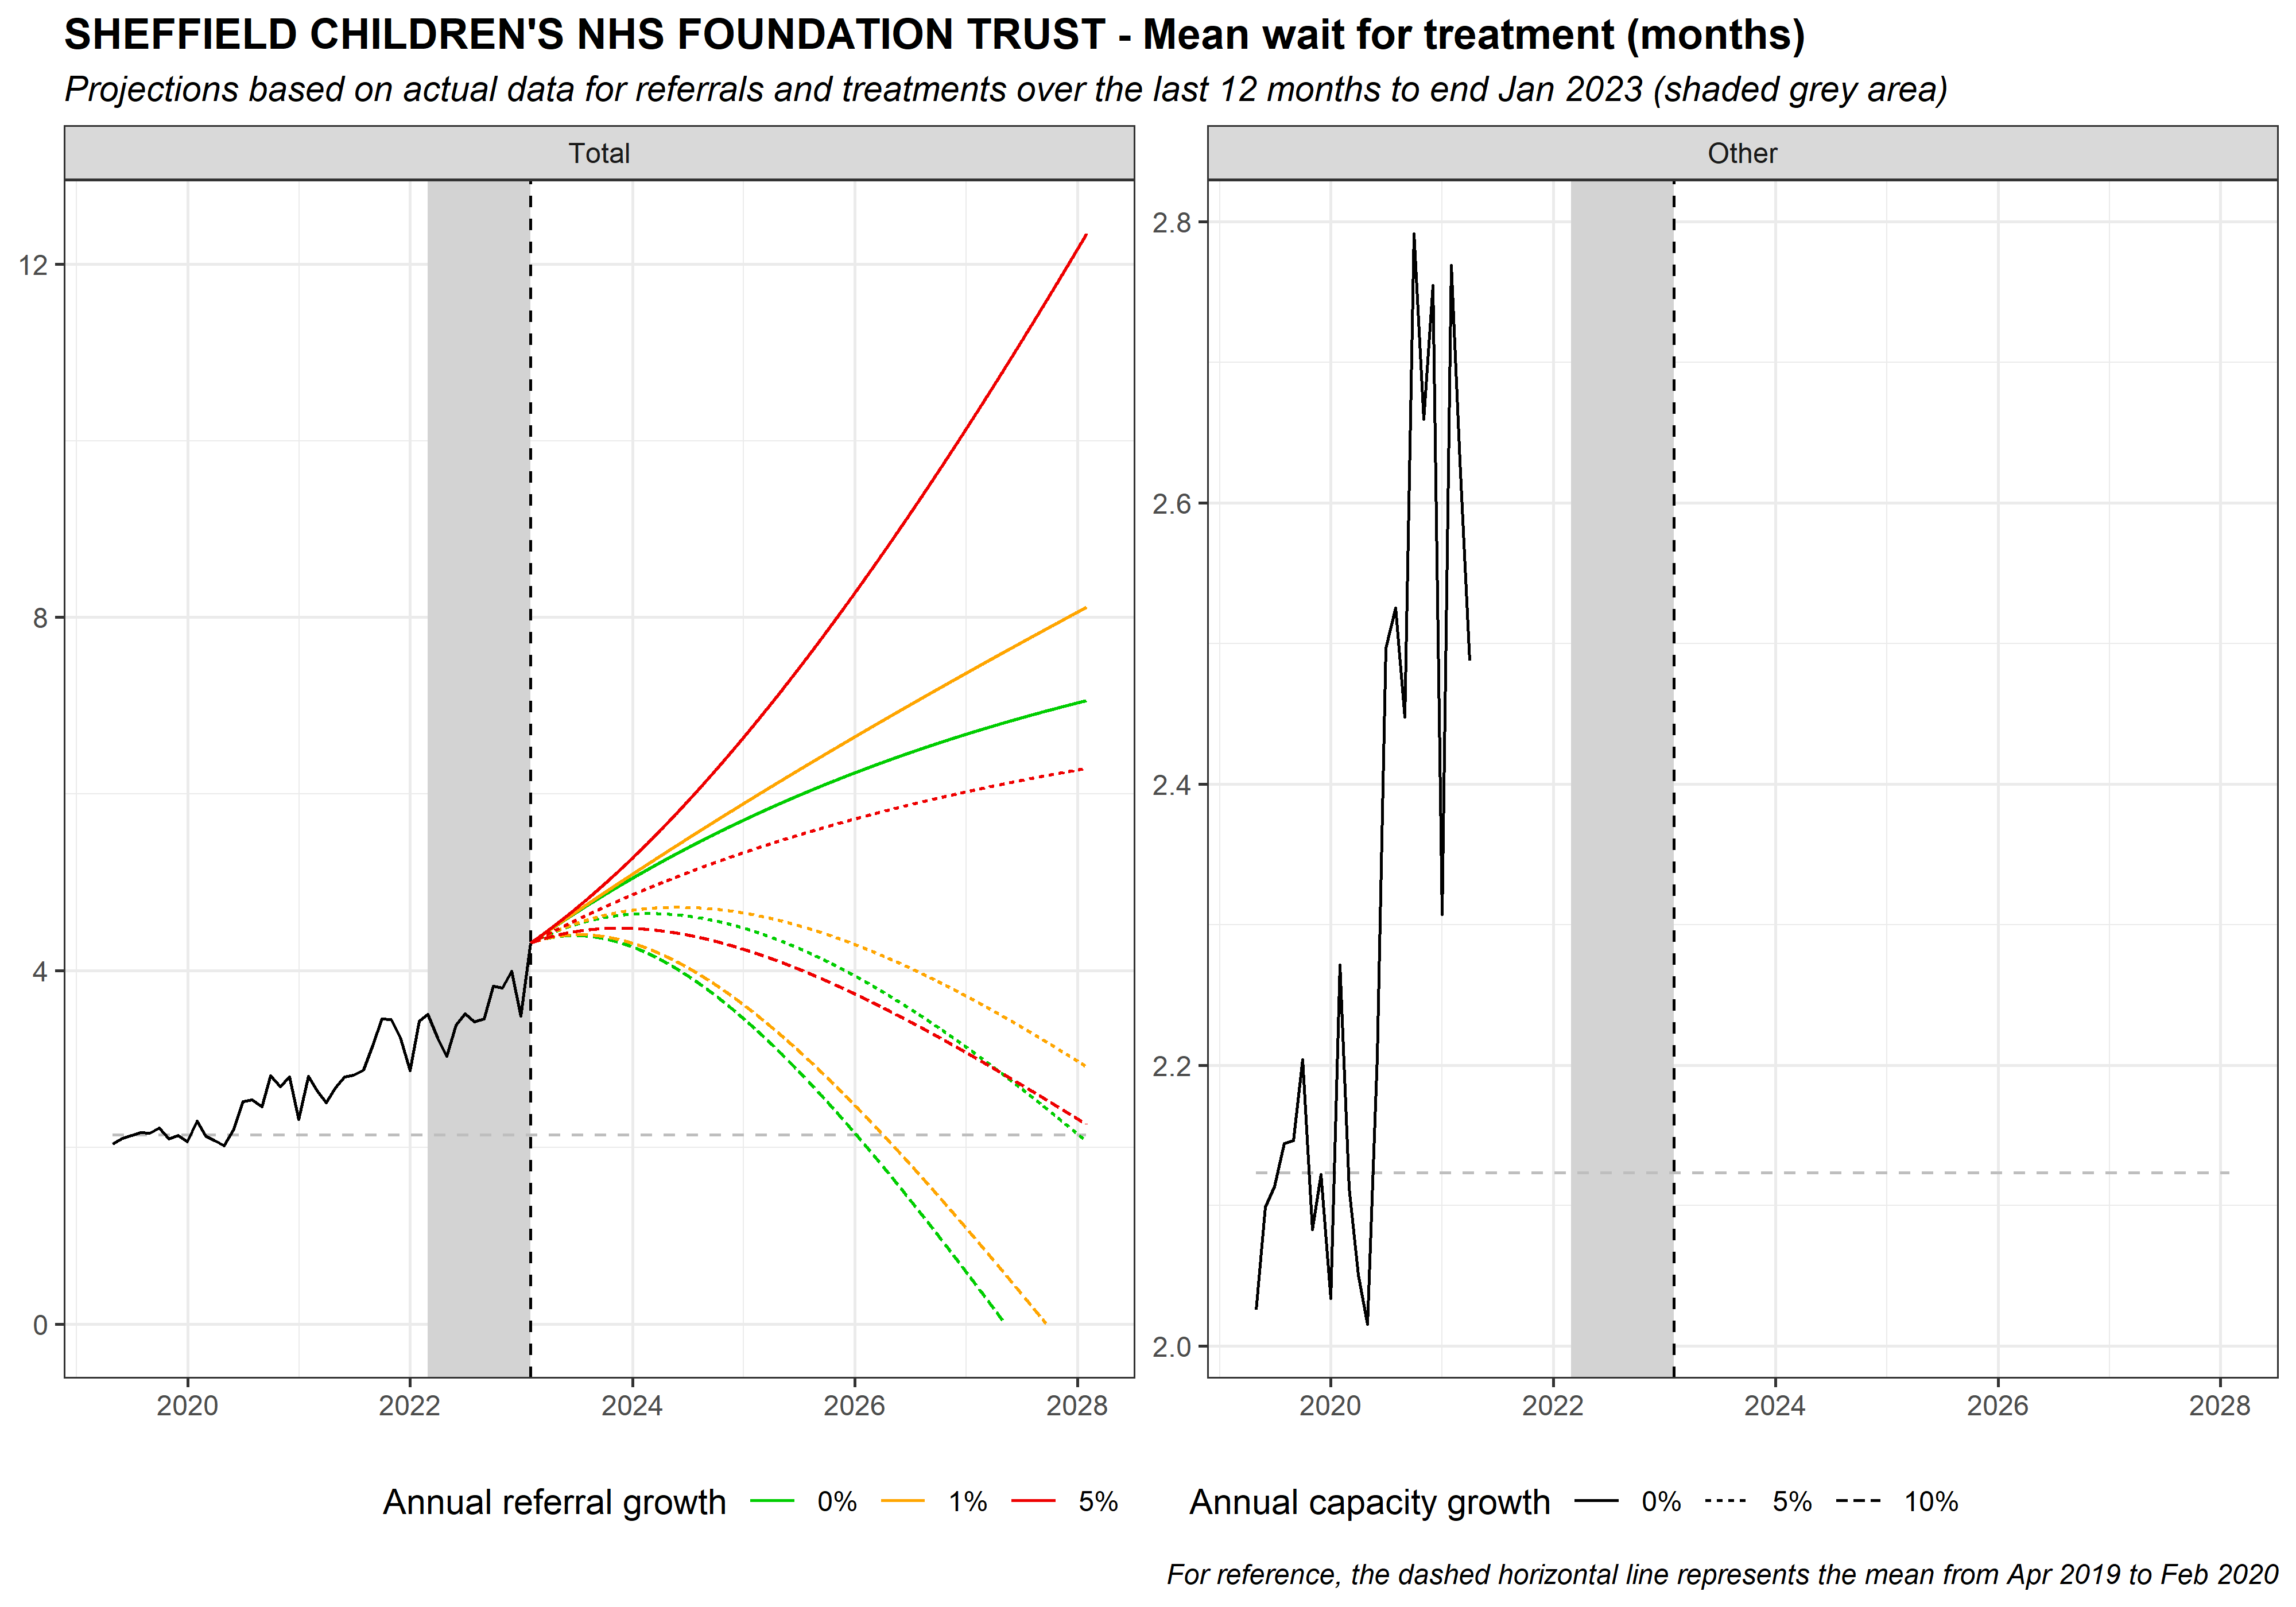 SHEFFIELD CHILDREN'S NHS FOUNDATION TRUST - Mean wait for treatment (months)
Projections based on actual data for referrals and treatments over the last 12 months to end Jan 2023 (shaded grey area)
Total
Other
12
8
4
0
2.8
2.6
2.4
2.2
2.0
2020 2022 2024 2026 2028
2020 2022 2024 2026 2028
Annual referral growth 0% 1% 5%
Annual capacity growth 0% 5% 10%
For reference, the dashed horizontal line represents the mean from Apr 2019 to Feb 2020